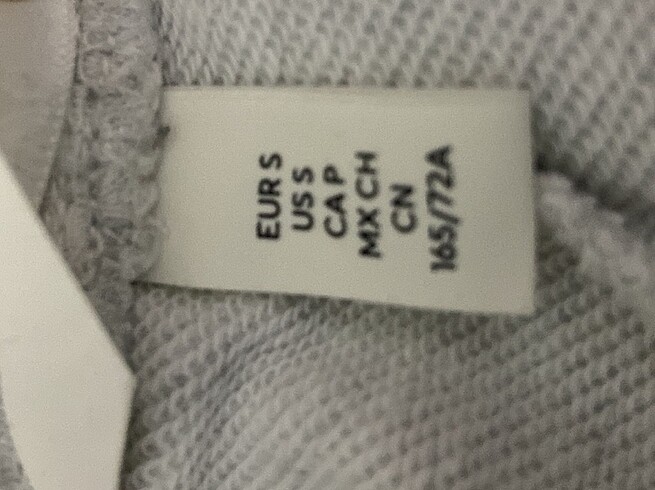 EUR S
US S
CA P
MX CH
CN
165/72A